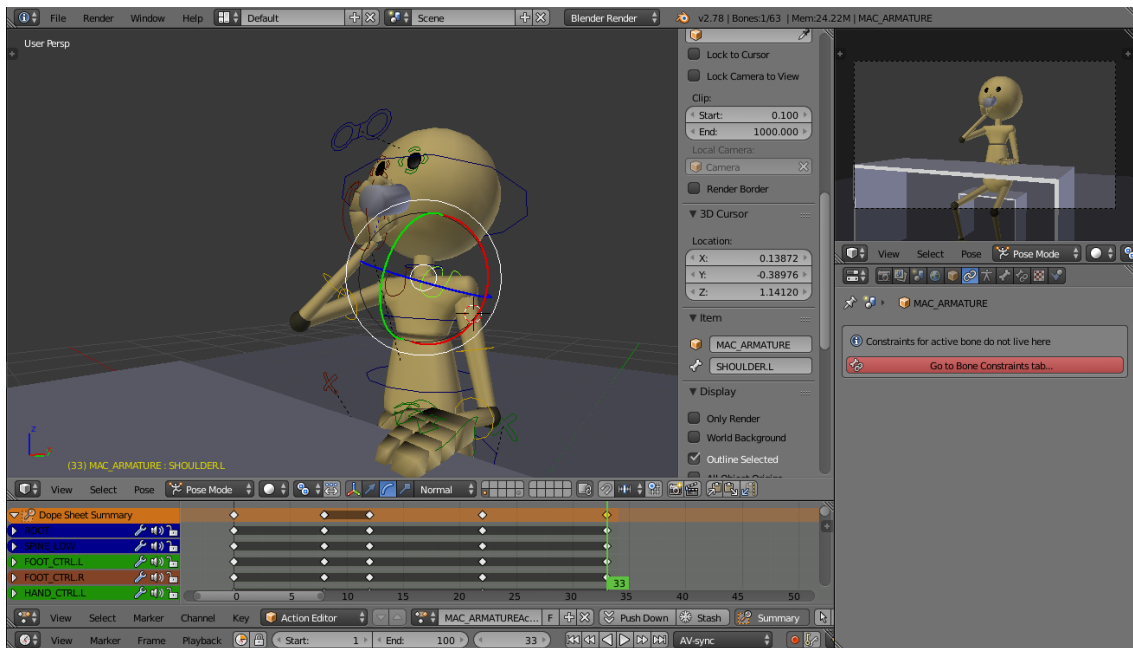 File Render Window Help Default Scene Blender Render v2.78 | Bones:1/63 | Mem:24.22M | MAC_ARMATURE
User Persp
Lock to Cursor
Lock Camera to View
Clip:
Start: 0.100
End: 1000.000
Local Camera:
Camera
Render Border
3D Cursor
Location:
X: 0.13872
Y: -0.38976
Z: 1.14120
Item
MAC_ARMATURE
SHOULDER.L
Display
Only Render
World Background
Outline Selected
All Object Origins
z
(33) MAC_ARMATURE : SHOULDER.L
View Select Pose Pose Mode Normal
View Select Pose Pose Mode
MAC_ARMATURE
Constraints for active bone do not live here
Go to Bone Constraints tab...
Dope Sheet Summary
FOOT_CTRL.L
FOOT_CTRL.R
HAND_CTRL.L
33
0 5 10 15 20 25 30 35 40 45 50
View Select Marker Channel Key Action Editor MAC_ARMATUREAc... F Push Down Stash Summary
View Marker Frame Playback Start: 1 End: 100 33 AV-sync